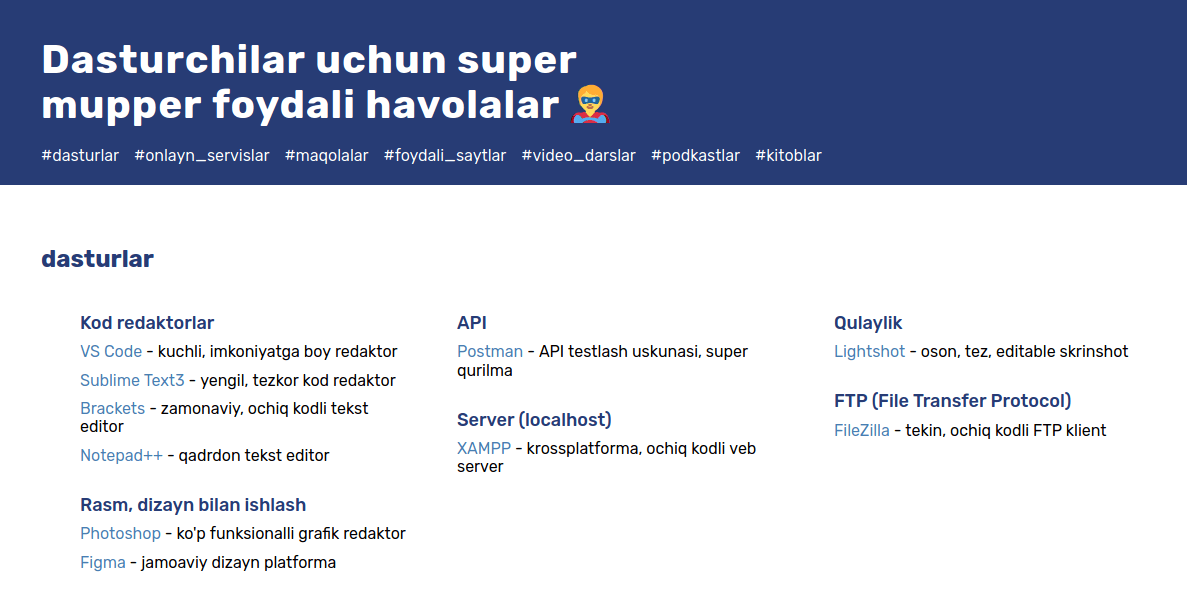 Dasturchilar uchun super
mupper foydali havolalar
#dasturlar #onlayn_servislar #maqolalar #foydali_saytlar #video_darslar #podkastlar #kitoblar
dasturlar
Kod redaktorlar
VS Code - kuchli, imkoniyatga boy redaktor
Sublime Text3 - yengil, tezkor kod redaktor
Brackets - zamonaviy, ochiq kodli tekst
editor
Notepad++ - qadrdon tekst editor
Rasm, dizayn bilan ishlash
Photoshop - ko'p funksionalli grafik redaktor
Figma - jamoaviy dizayn platforma
API
Postman - API testlash uskunasi, super
qurilma
Server (localhost)
XAMPP - krossplatforma, ochiq kodli veb
server
Qulaylik
Lightshot - oson, tez, editable skrinshot
FTP (File Transfer Protocol)
FileZilla - tekin, ochiq kodli FTP klient